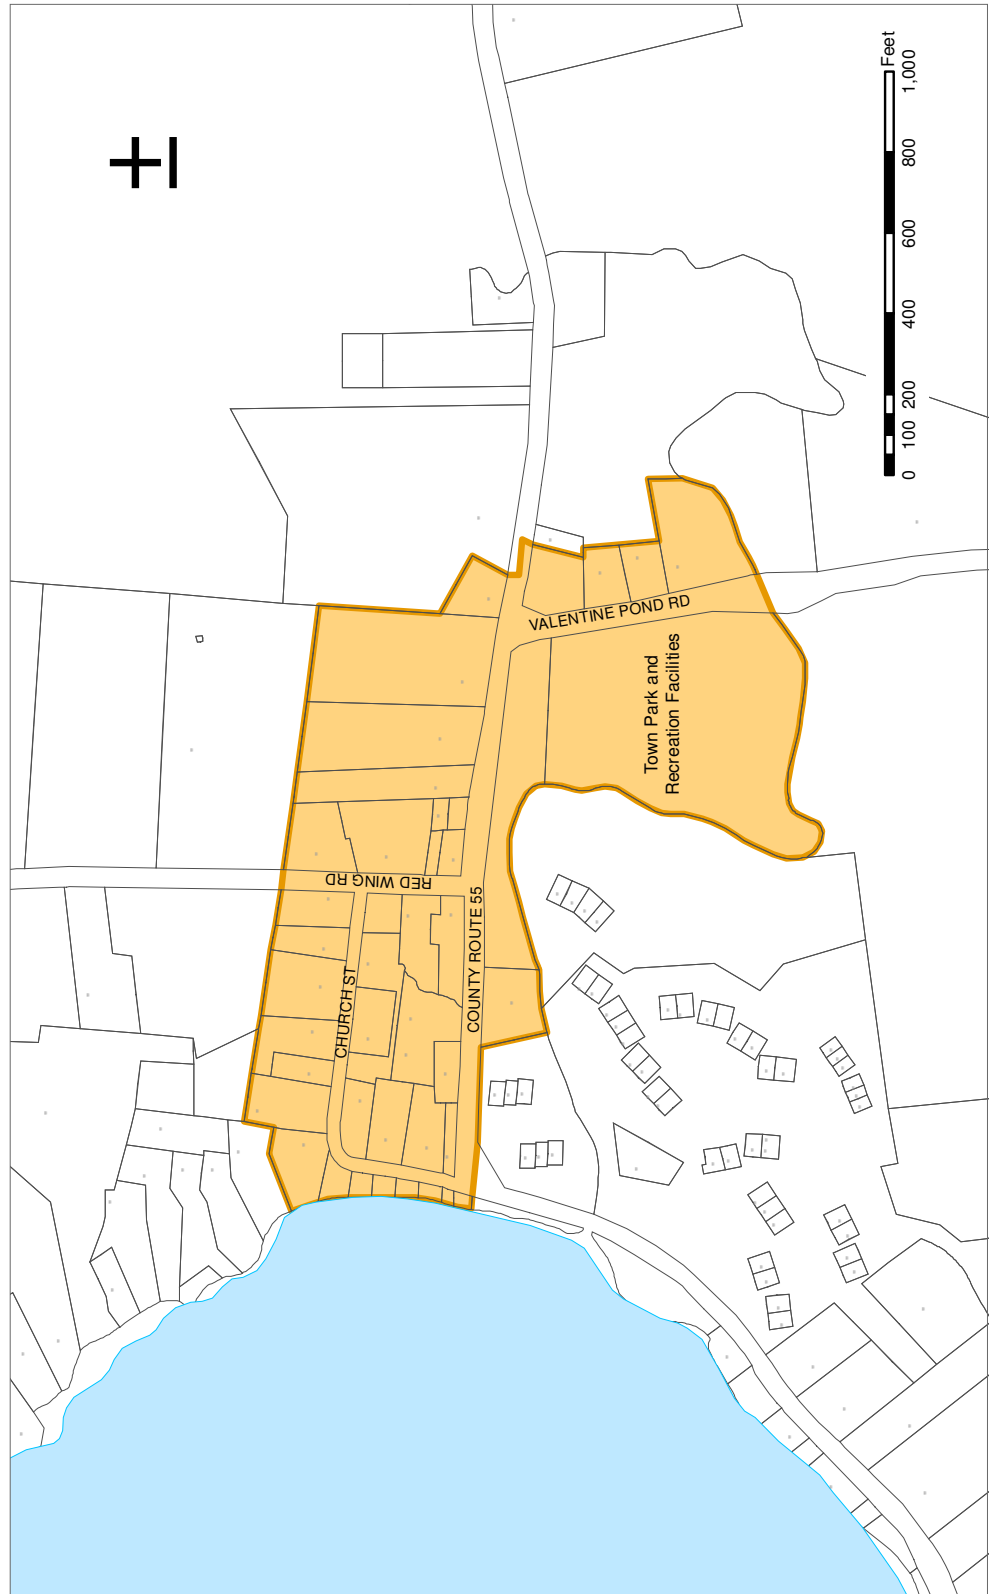 VALENTINE POND RD
Town Park and
Recreation Facilities
RED WING RD
COUNTY ROUTE 55
CHURCH ST
Feet
0 100 200 400 600 800 1,000